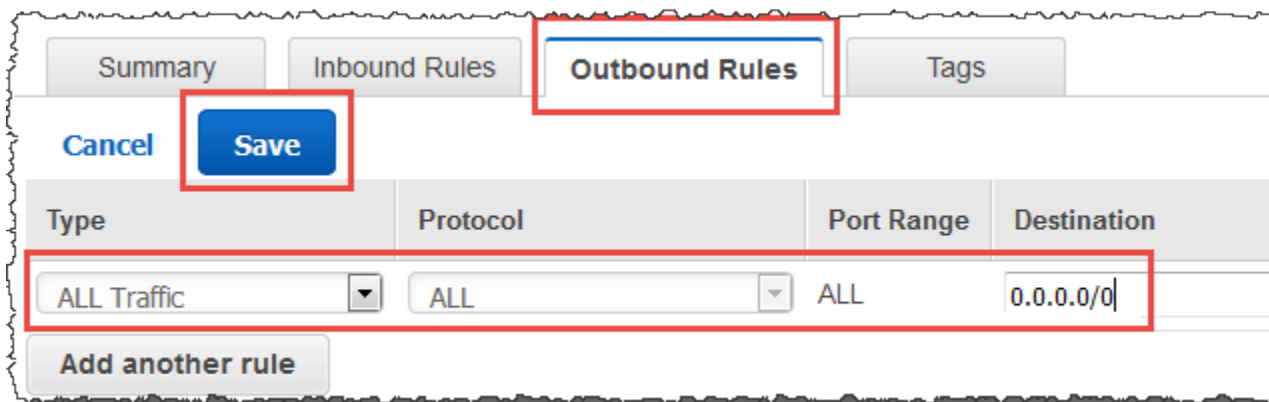 Summary Inbound Rules Outbound Rules Tags
Cancel Save
Type Protocol Port Range Destination
ALL Traffic ALL ALL 0.0.0.0/0
Add another rule